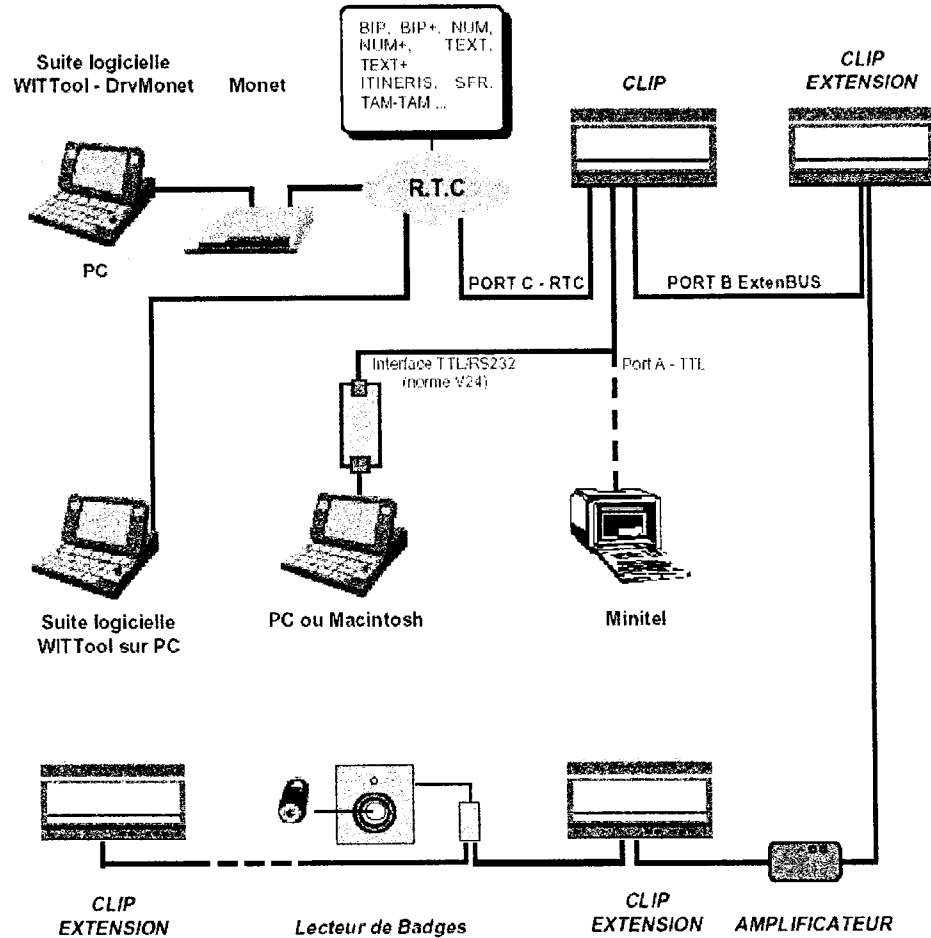 BIP, BIP+, NUM,
NUM+, TEXT,
TEXT+
ITINERIS, SFR,
TAM-TAM ...
Suite logicielle
WITTool - DrvMonet
Monet
CLIP
CLIP
EXTENSION
R.T.C
PC
PORT C - RTC
PORT B ExtenBUS
Interface TTL/RS232
(norme V24)
Port A - TTL
Suite logicielle
WITTool sur PC
PC ou Macintosh
Minitel
CLIP
EXTENSION
Lecteur de Badges
CLIP
EXTENSION
AMPLIFICATEUR